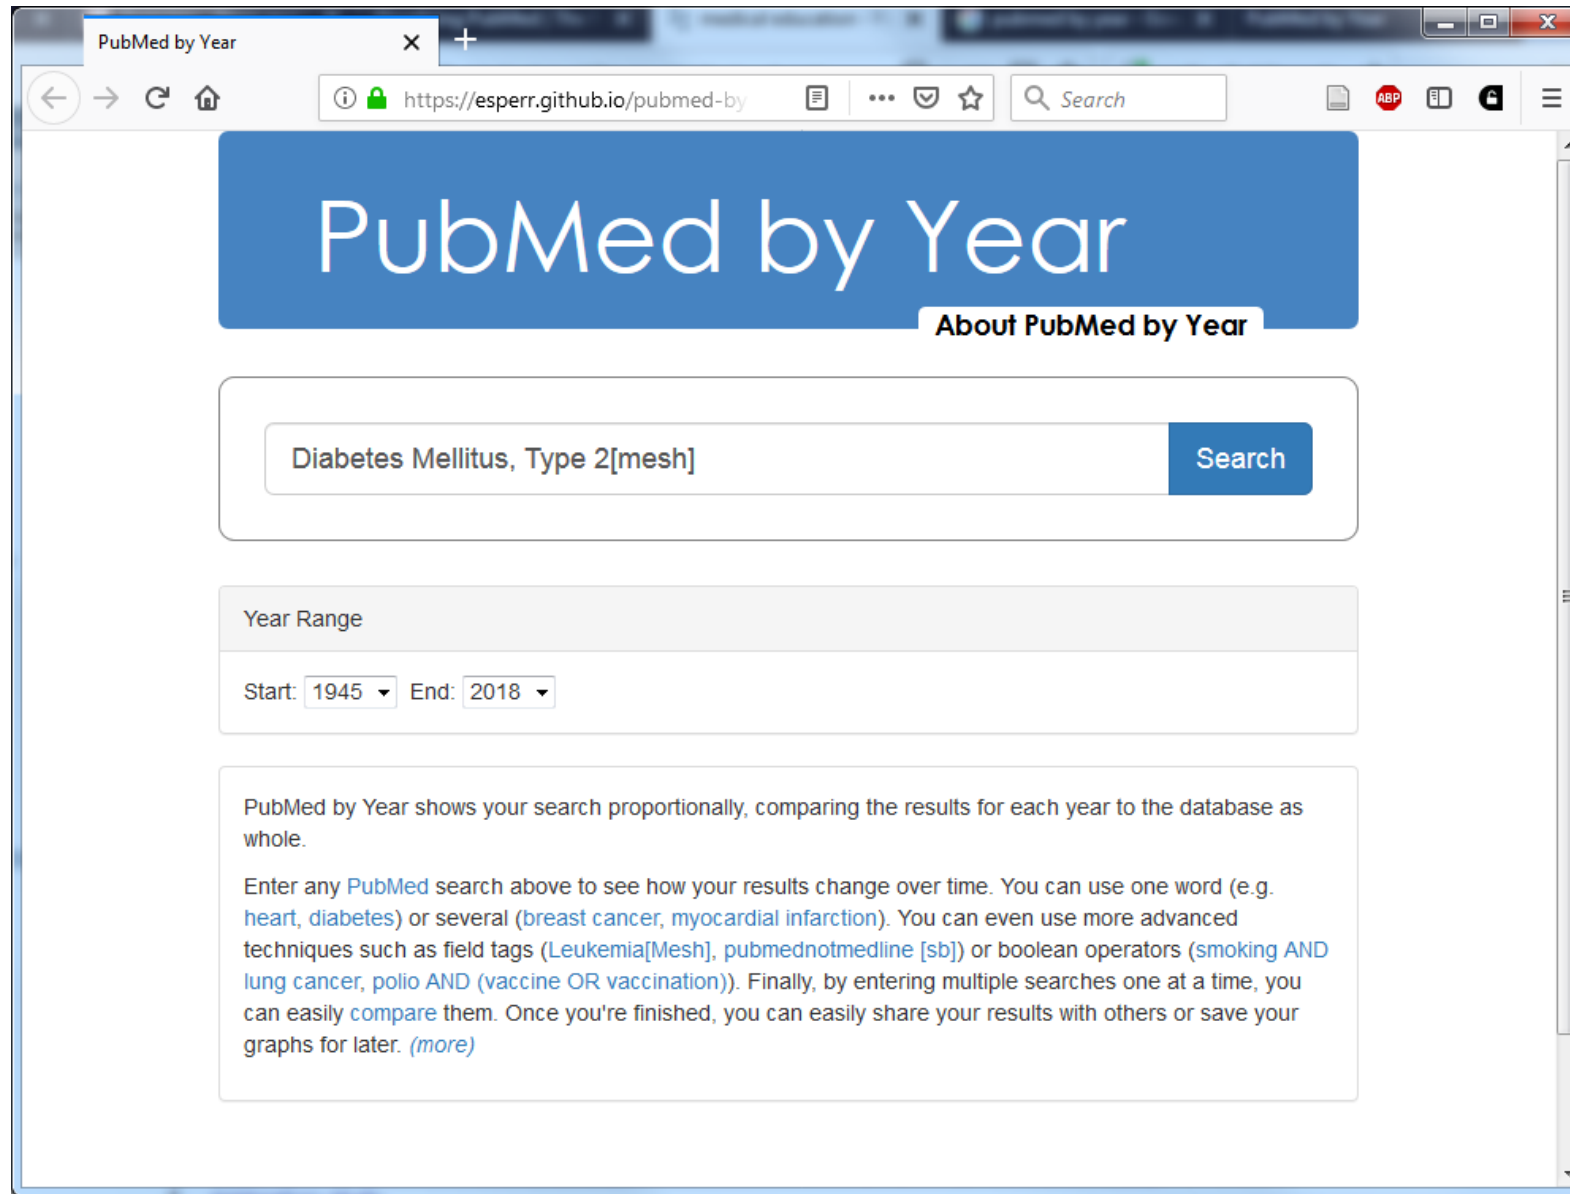 PubMed by Year
https://esperr.github.io/pubmed-by
Search
ABP
PubMed by Year
About PubMed by Year
Diabetes Mellitus, Type 2[mesh]
Search
Year Range
Start: 1945 End: 2018
PubMed by Year shows your search proportionally, comparing the results for each year to the database as
whole.
Enter any PubMed search above to see how your results change over time. You can use one word (e.g.
heart, diabetes) or several (breast cancer, myocardial infarction). You can even use more advanced
techniques such as field tags (Leukemia[Mesh], pubmednotmedline [sb]) or boolean operators (smoking AND
lung cancer, polio AND (vaccine OR vaccination)). Finally, by entering multiple searches one at a time, you
can easily compare them. Once you're finished, you can easily share your results with others or save your
graphs for later. (more)